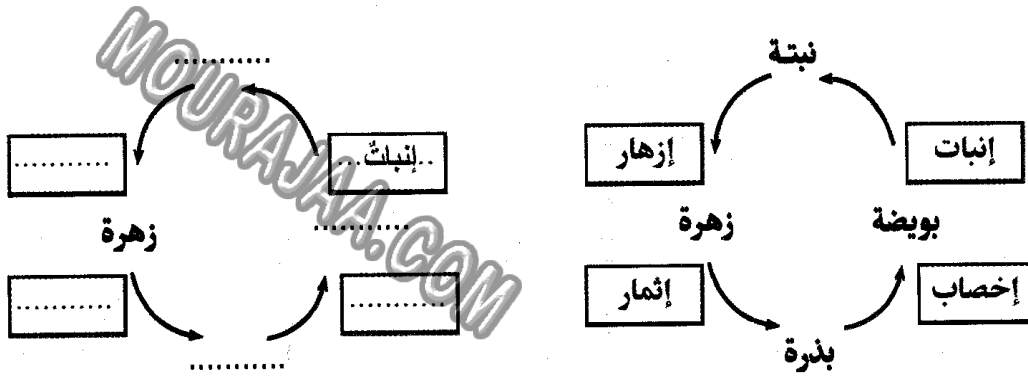 نبتة
إنبات
إزهار
بويضة
زهرة
إخصاب
إثمار
بذرة
..........
..إنباتٌ...
..........
..........
زهرة
..........
..........
..........
MOURAJAA.COM